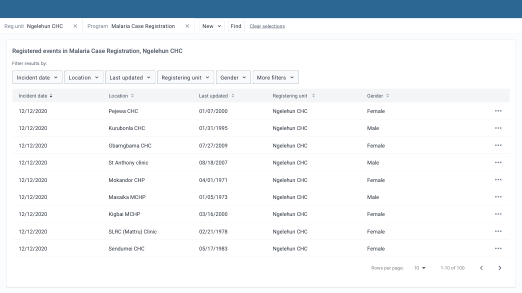 Reg.unit Ngelehun CHC × Program Malaria Case Registration × New Find Clear selections
Registered events in Malaria Case Registration, Ngelehun CHC
Filter results by:
Incident date Location Last updated Registering unit Gender More filters
Incident date Location Last updated Registering unit Gender
12/12/2020 Pejewa CHC 01/07/2000 Ngelehun CHC Female
12/12/2020 Kurubonla CHC 01/31/1995 Ngelehun CHC Male
12/12/2020 Gbamgbama CHC 07/27/2009 Ngelehun CHC Female
12/12/2020 St Anthony clinic 08/18/2007 Ngelehun CHC Male
12/12/2020 Mokandor CHP 04/01/1971 Ngelehun CHC Female
12/12/2020 Masaika MCHP 01/05/1973 Ngelehun CHC Male
12/12/2020 Kigbai MCHP 03/16/2000 Ngelehun CHC Female
12/12/2020 SLRC (Mattru) Clinic 02/21/1978 Ngelehun CHC Female
12/12/2020 Sendumei CHC 05/17/1983 Ngelehun CHC Female
Rows per page: 10 1-10 of 100